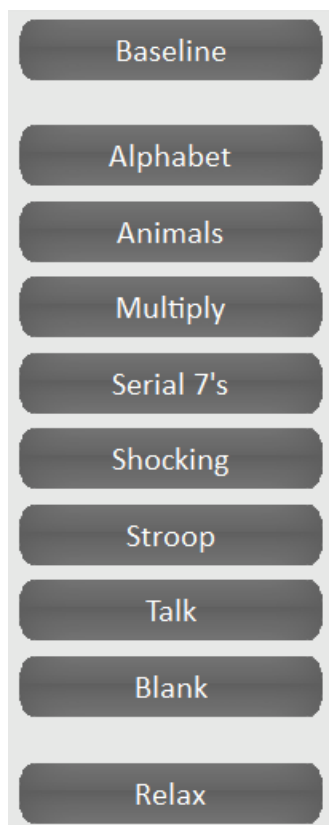 Baseline
Alphabet
Animals
Multiply
Serial 7's
Shocking
Stroop
Talk
Blank
Relax